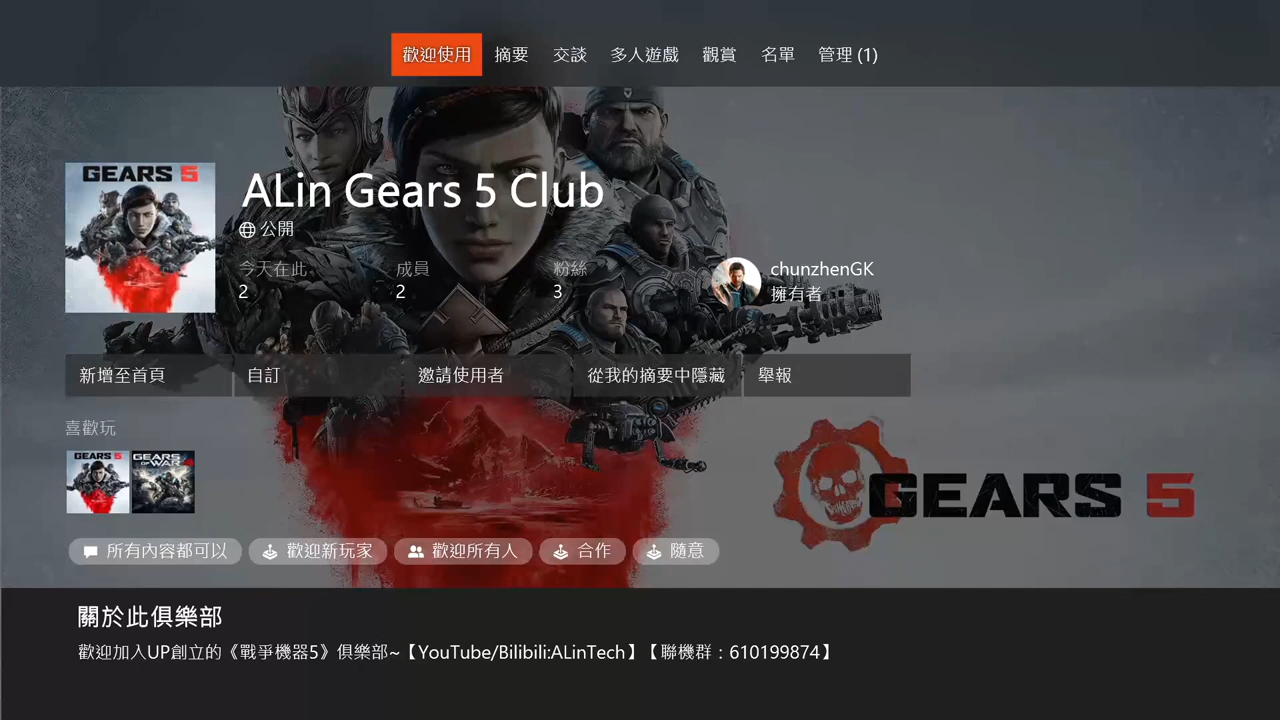 歡迎使用 摘要 交談 多人遊戲 觀賞 名單 管理 (1)
GEARS 5
ALin Gears 5 Club
公開
今天在此 成員 粉絲
2 2 3
chunzhenGK
擁有者
新增至首頁 自訂 邀請使用者 從我的摘要中隱藏 舉報
喜歡玩
GEARS 5 GEARS OF WAR 4
GEARS 5
所有內容都可以 歡迎新玩家 歡迎所有人 合作 隨意
關於此俱樂部
歡迎加入UP創立的《戰爭機器5》俱樂部~【YouTube/Bilibili:ALinTech】【聯機群：610199874】